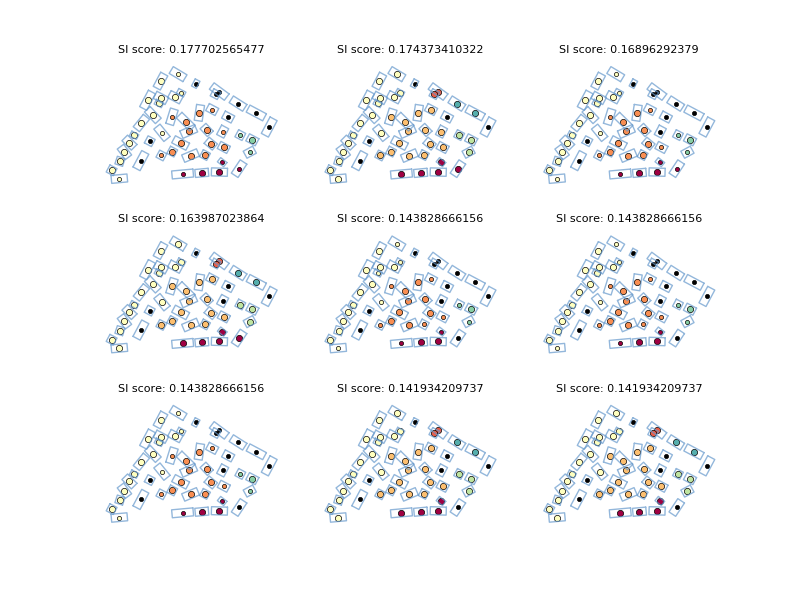 SI score: 0.177702565477
SI score: 0.174373410322
SI score: 0.16896292379
SI score: 0.163987023864
SI score: 0.143828666156
SI score: 0.143828666156
SI score: 0.143828666156
SI score: 0.141934209737
SI score: 0.141934209737